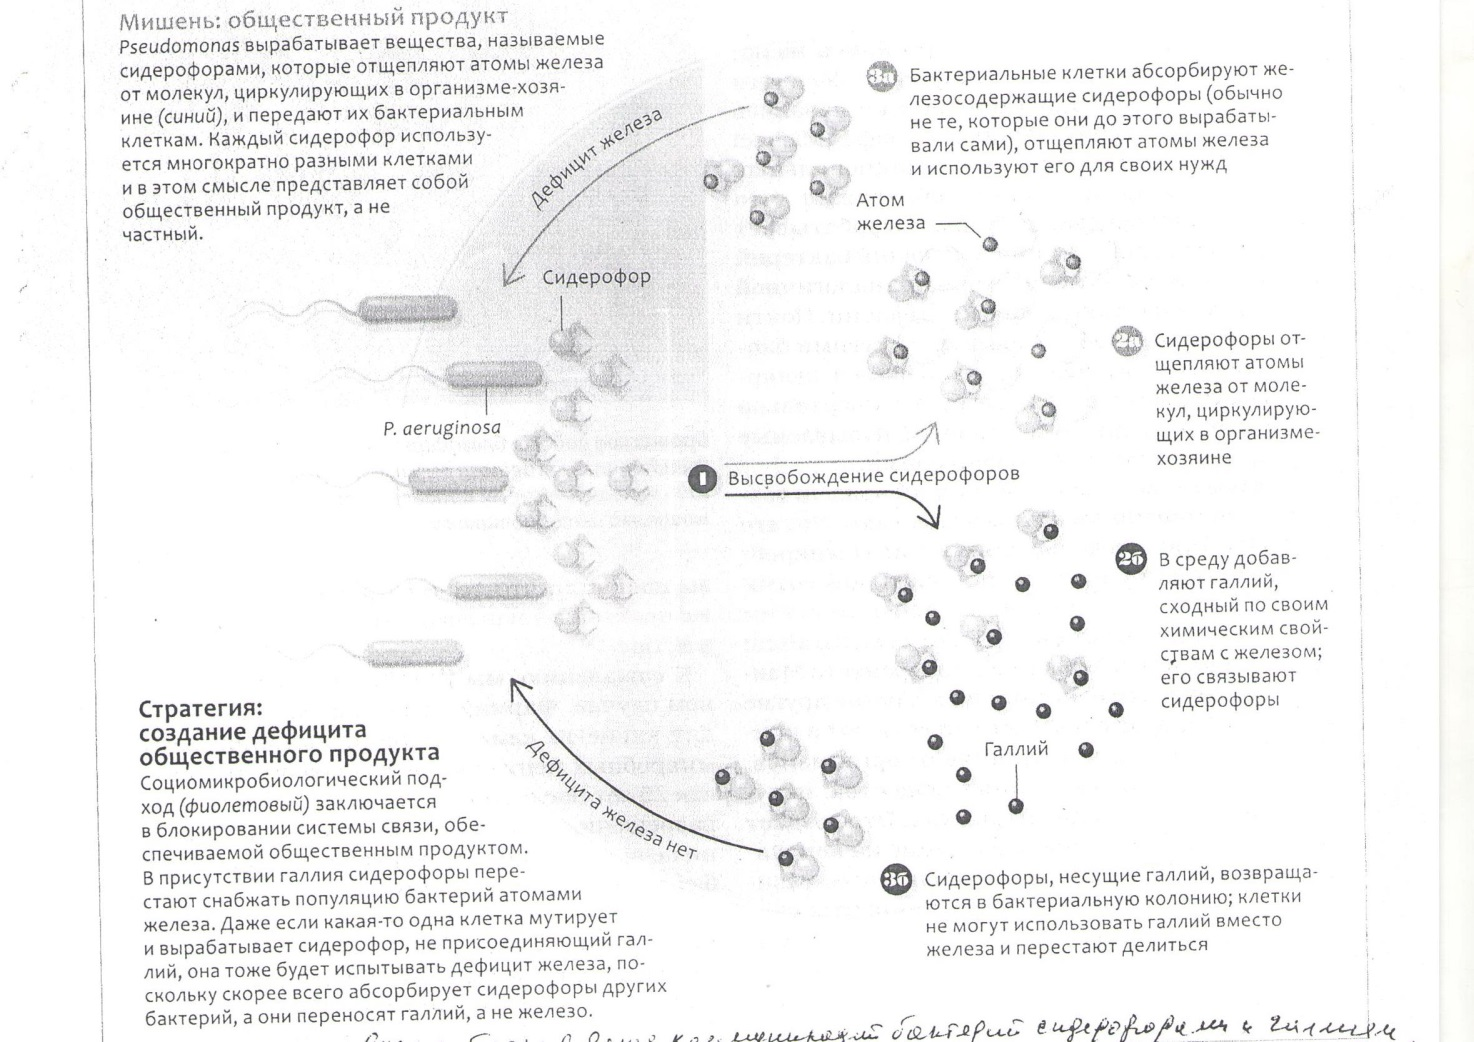 Мишень: общественный продукт
Pseudomonas вырабатывает вещества, называемые
сидерофорами, которые отщепляют атомы железа
от молекул, циркулирующих в организме-хозя-
ине (синий), и передают их бактериальным
клеткам. Каждый сидерофор использу-
ется многократно разными клетками
и в этом смысле представляет собой
общественный продукт, а не
частный.
Дефицит железа
3а Бактериальные клетки абсорбируют же-
лезосодержащие сидерофоры (обычно
не те, которые они до этого вырабаты-
вали сами), отщепляют атомы железа
и используют его для своих нужд
Атом
железа
Сидерофор
P. aeruginosa
2а Сидерофоры от-
щепляют атомы
железа от моле-
кул, циркулирую-
щих в организме-
хозяине
1 Высвобождение сидерофоров
2б В среду добав-
ляют галлий,
сходный по своим
химическим свой-
ствам с железом;
его связывают
сидерофоры
Галлий
Дефицита железа нет
3б Сидерофоры, несущие галлий, возвраща-
ются в бактериальную колонию; клетки
не могут использовать галлий вместо
железа и перестают делиться
Стратегия:
создание дефицита
общественного продукта
Социомикробиологический под-
ход (фиолетовый) заключается
в блокировании системы связи, обе-
спечиваемой общественным продуктом.
В присутствии галлия сидерофоры пере-
стают снабжать популяцию бактерий атомами
железа. Даже если какая-то одна клетка мутирует
и вырабатывает сидерофор, не присоединяющий гал-
лий, она тоже будет испытывать дефицит железа, по-
скольку скорее всего абсорбирует сидерофоры других
бактерий, а они переносят галлий, а не железо.
бактерий сидерофорами и